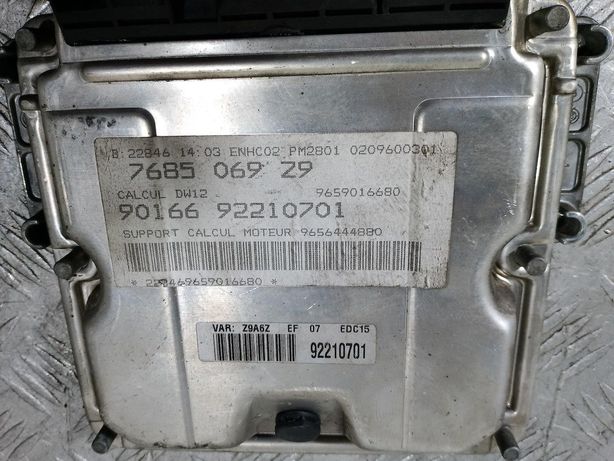 B:22846 14:03 ENHC02 PM2801 0209600301
7685 069 Z9
CALCUL DW12 9659016680
90166 92210701
SUPPORT CALCUL MOTEUR 9656444880
* 228469659016680 *
VAR: Z9A6Z EF 07 EDC15
92210701